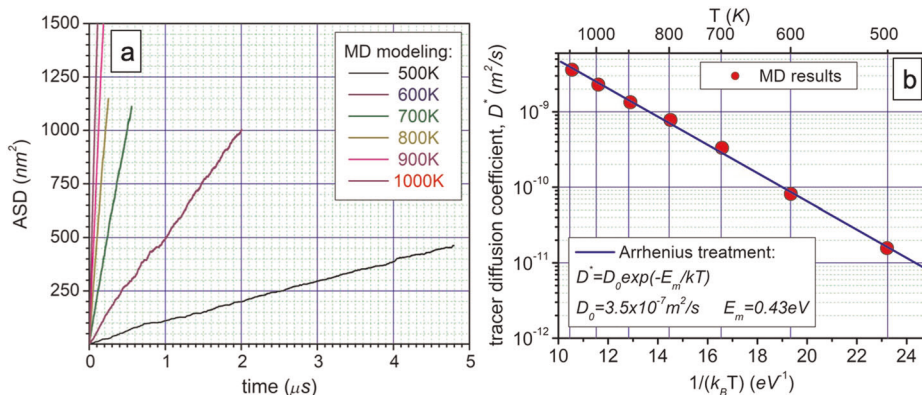 1500
1250
1000
750
500
250
0 1 2 3 4 5
ASD (nm²)
time (μs)
a
MD modeling:
500K
600K
700K
800K
900K
1000K
T (K)
1000 900 800 700 600 500
b
MD results
tracer diffusion coefficient, D* (m²/s)
10⁻⁹
10⁻¹⁰
10⁻¹¹
10⁻¹²
Arrhenius treatment:
D*=D₀exp(-Eₘ/kT)
D₀=3.5x10⁻⁷m²/s Eₘ=0.43eV
10 12 14 16 18 20 22 24
1/(k_BT) (eV⁻¹)